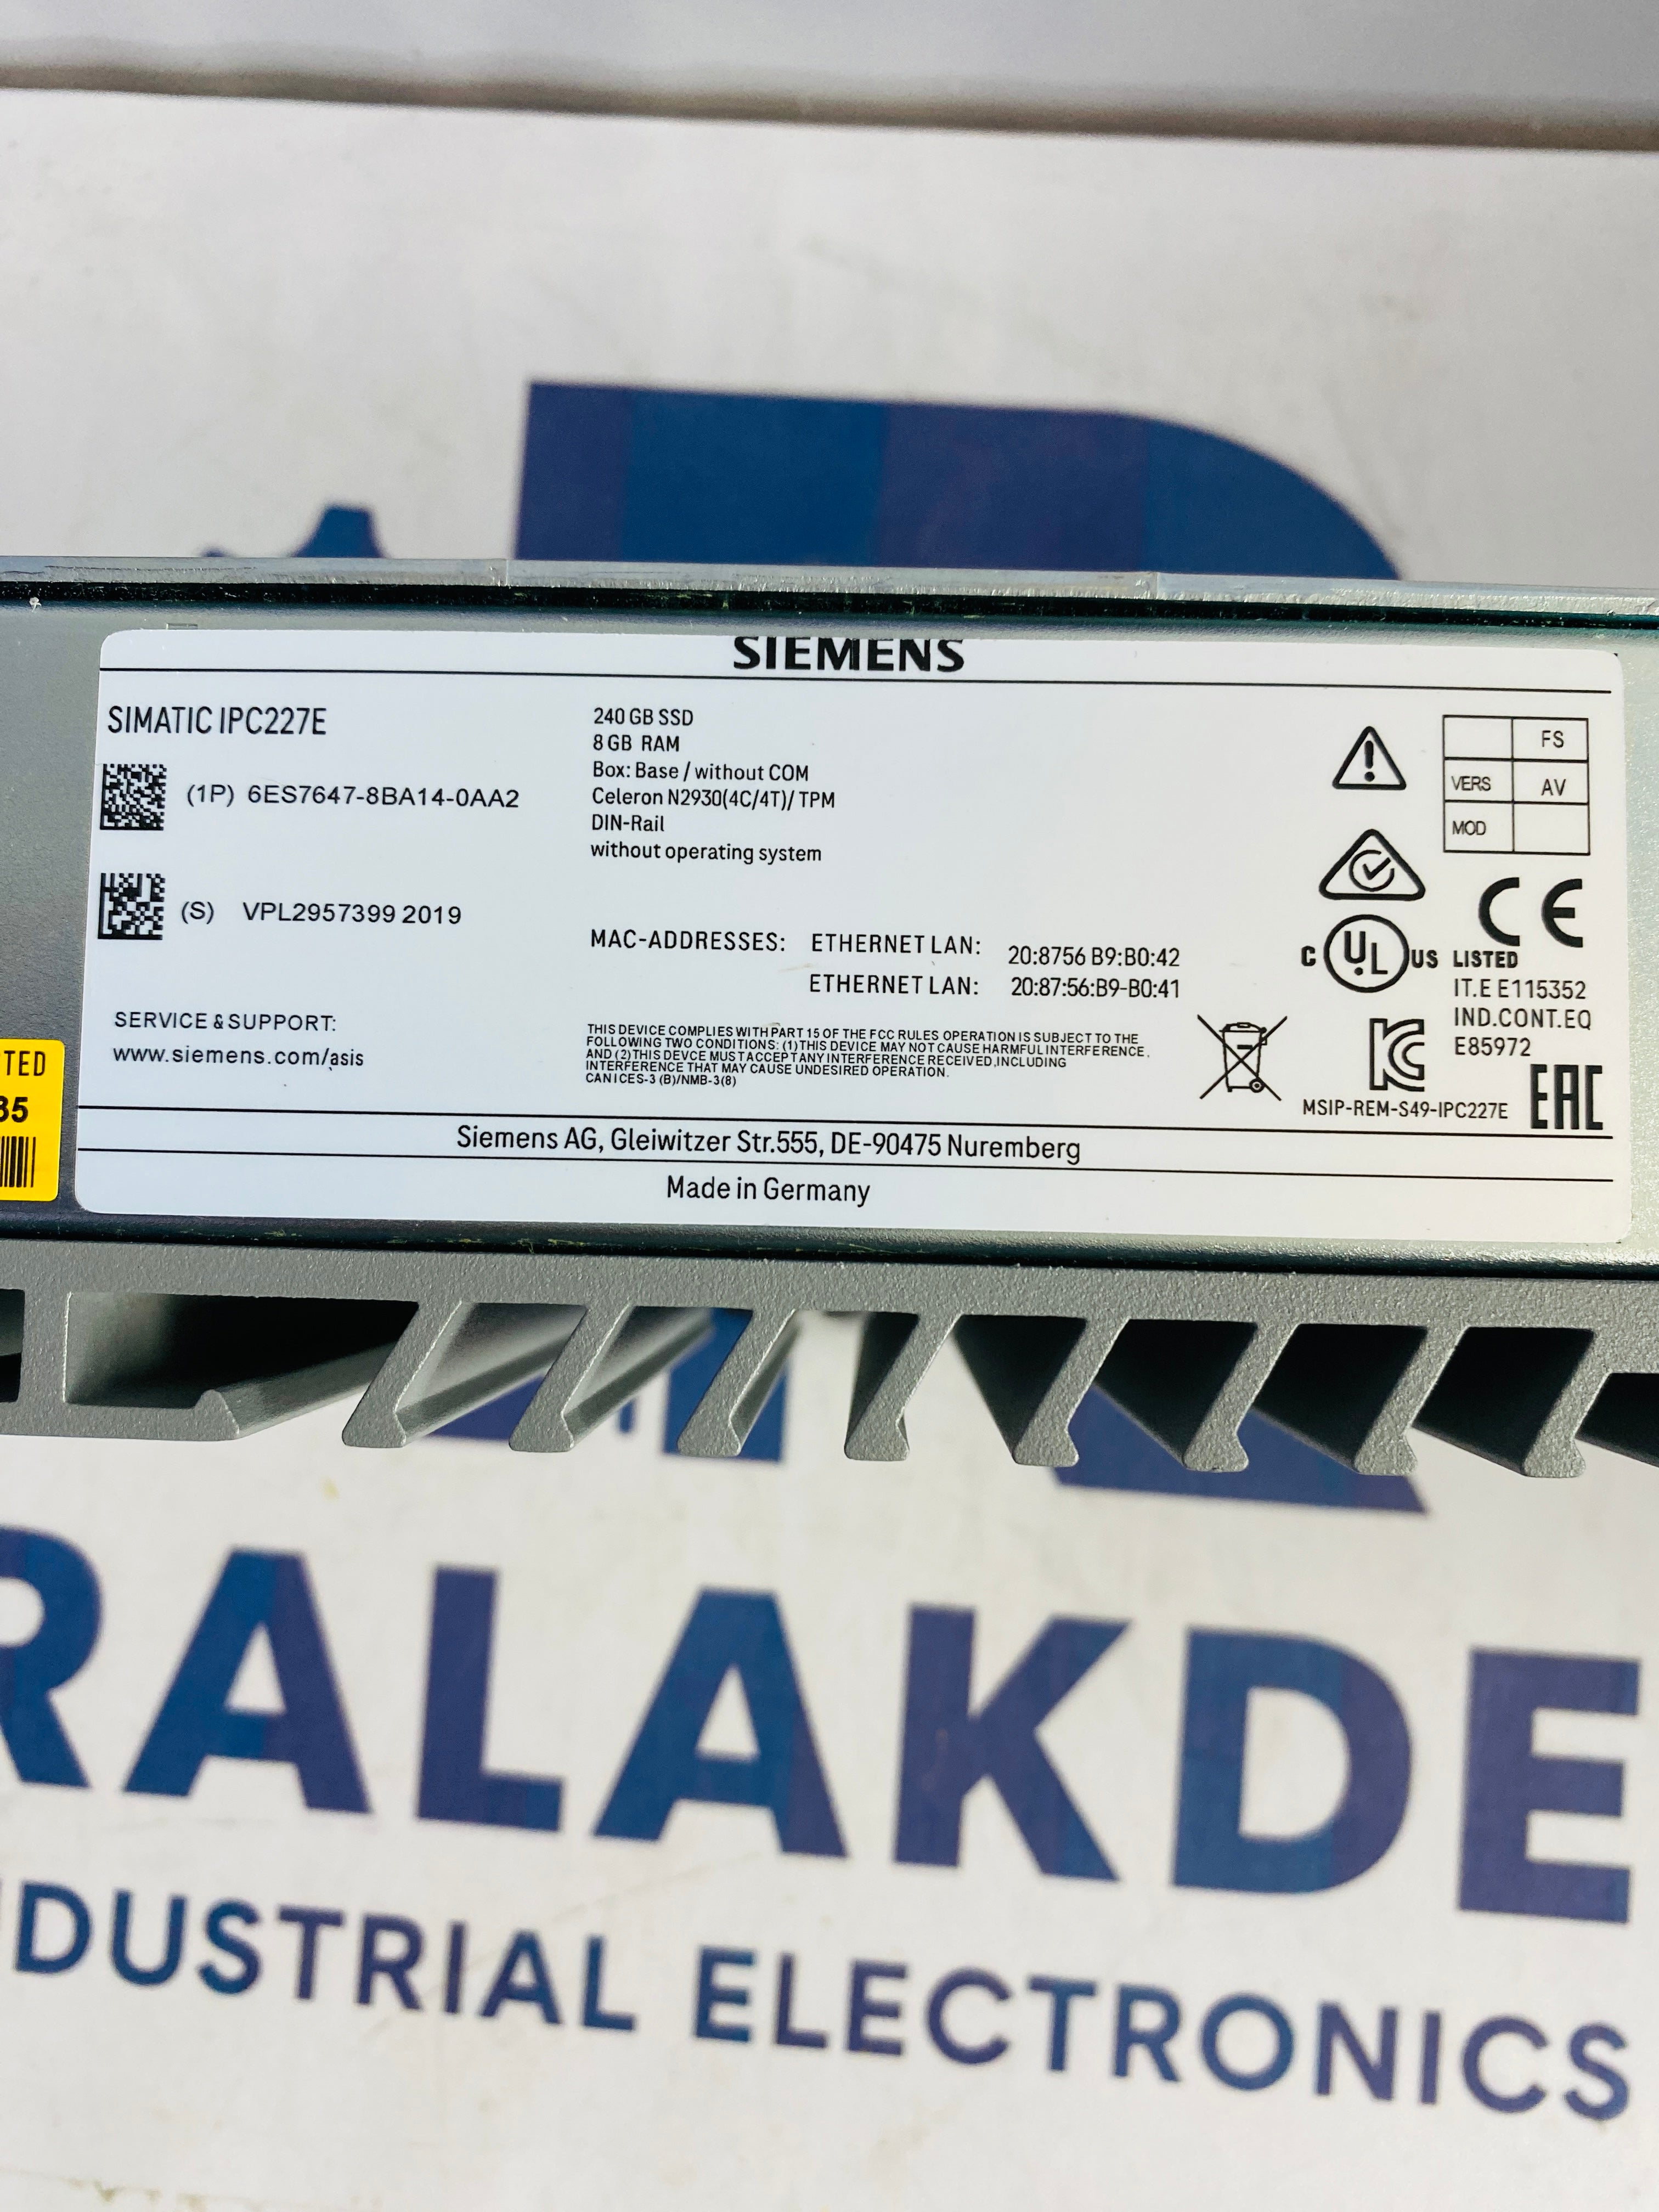 SIEMENS
SIMATIC IPC227E
(1P) 6ES7647-8BA14-0AA2
(S) VPL2957399 2019
SERVICE & SUPPORT:
www.siemens.com/asis
240 GB SSD
8 GB RAM
Box: Base / without COM
Celeron N2930(4C/4T)/ TPM
DIN-Rail
without operating system
MAC-ADDRESSES: ETHERNET LAN: 20:8756 B9:B0:42
ETHERNET LAN: 20:87:56:B9-B0:41
THIS DEVICE COMPLIES WITH PART 15 OF THE FCC RULES OPERATION IS SUBJECT TO THE
FOLLOWING TWO CONDITIONS: (1) THIS DEVICE MAY NOT CAUSE HARMFUL INTERFERENCE.
AND (2) THIS DEVCE MUST ACCEPT ANY INTERFERENCE RECEIVED,INCLUDING
INTERFERENCE THAT MAY CAUSE UNDESIRED OPERATION.
CAN ICES-3 (B)/NMB-3(8)
FS
VERS AV
MOD
CE
C UL US LISTED
IT.E E115352
IND.CONT.EQ
E85972
KC
EAC
MSIP-REM-S49-IPC227E
Siemens AG, Gleiwitzer Str.555, DE-90475 Nuremberg
Made in Germany
TED
35
RALAKDE
DUSTRIAL ELECTRONICS